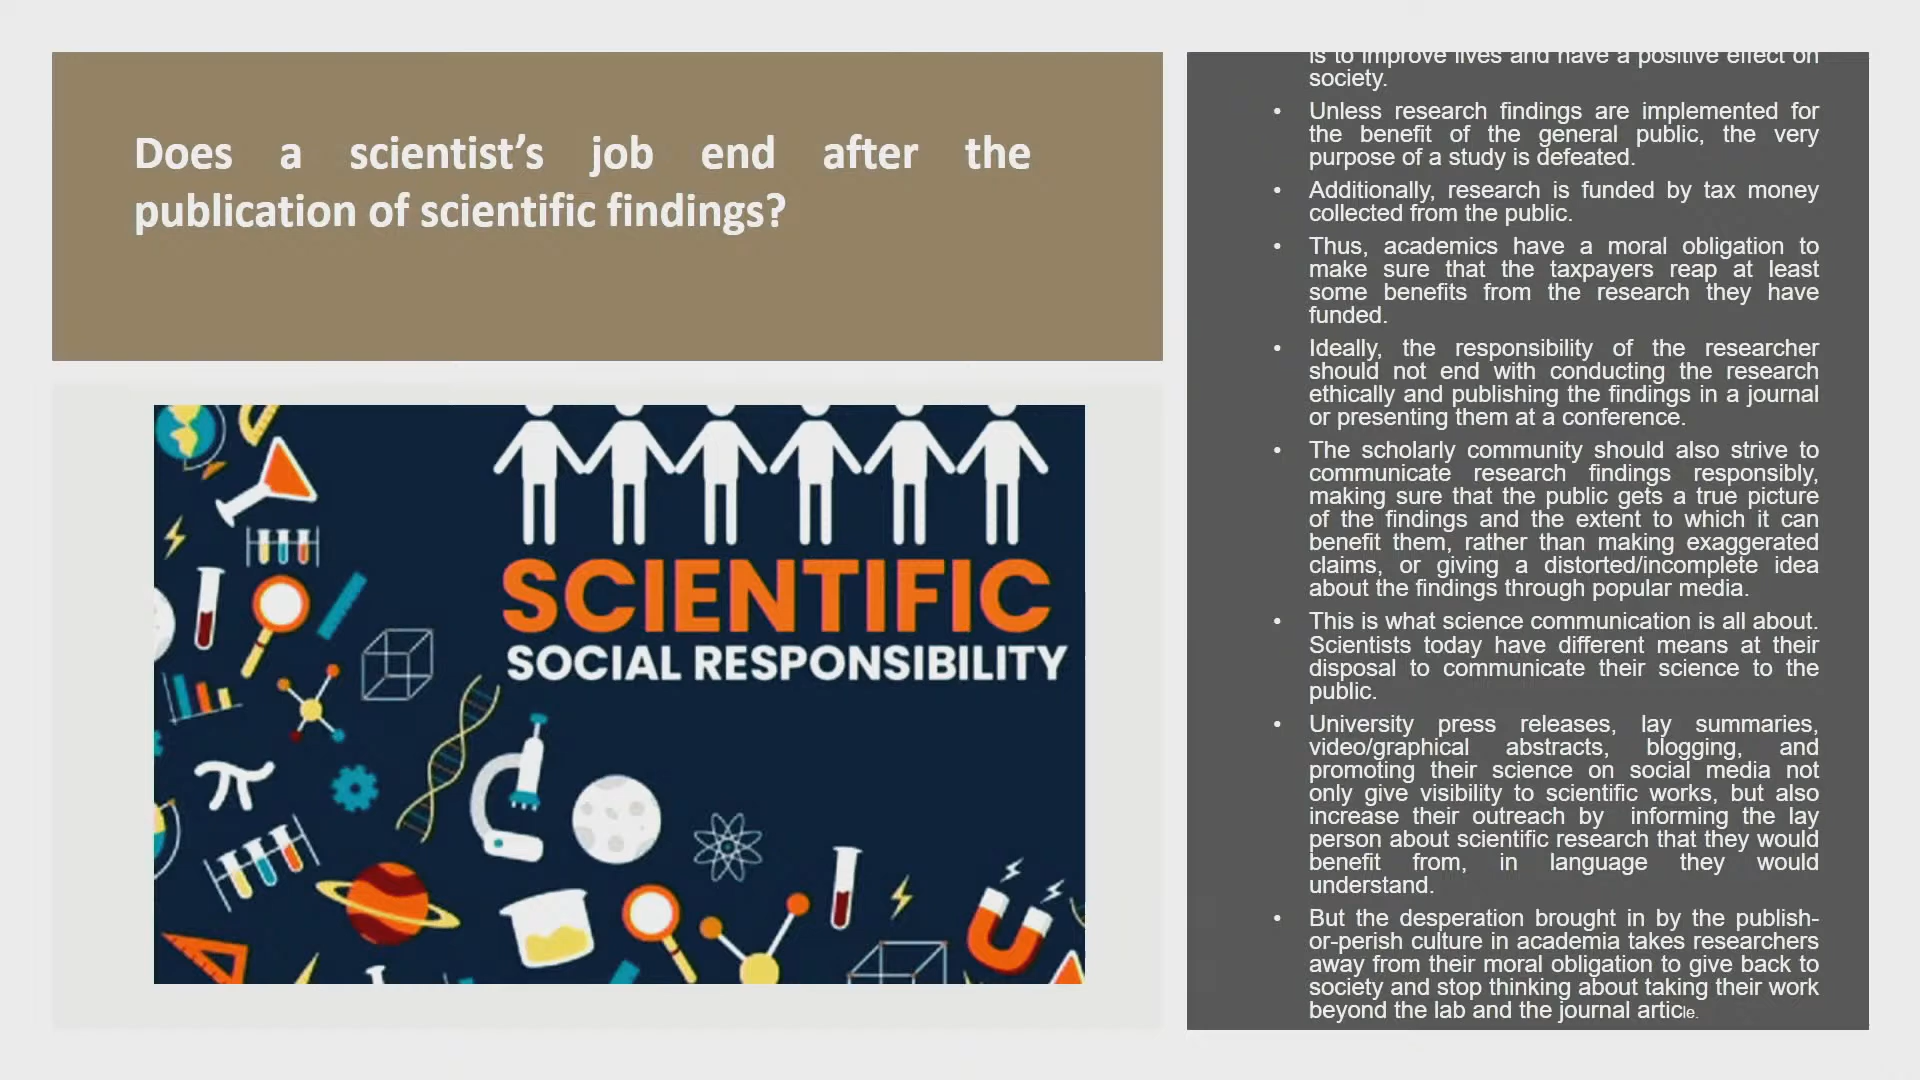 Does a scientist’s job end after the
publication of scientific findings?
SCIENTIFIC
SOCIAL RESPONSIBILITY
is to improve lives and have a positive effect on
society.
• Unless research findings are implemented for
the benefit of the general public, the very
purpose of a study is defeated.
• Additionally, research is funded by tax money
collected from the public.
• Thus, academics have a moral obligation to
make sure that the taxpayers reap at least
some benefits from the research they have
funded.
• Ideally, the responsibility of the researcher
should not end with conducting the research
ethically and publishing the findings in a journal
or presenting them at a conference.
• The scholarly community should also strive to
communicate research findings responsibly,
making sure that the public gets a true picture
of the findings and the extent to which it can
benefit them, rather than making exaggerated
claims, or giving a distorted/incomplete idea
about the findings through popular media.
• This is what science communication is all about.
Scientists today have different means at their
disposal to communicate their science to the
public.
• University press releases, lay summaries,
video/graphical abstracts, blogging, and
promoting their science on social media not
only give visibility to scientific works, but also
increase their outreach by informing the lay
person about scientific research that they would
benefit from, in language they would
understand.
• But the desperation brought in by the publish-
or-perish culture in academia takes researchers
away from their moral obligation to give back to
society and stop thinking about taking their work
beyond the lab and the journal article.